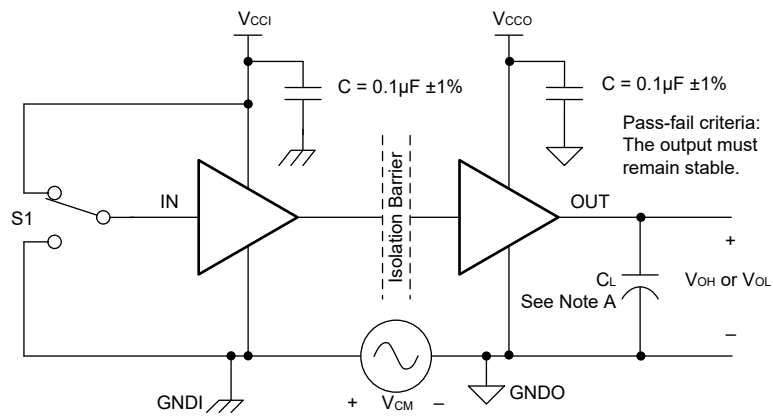 VCCI
VCCO
C = 0.1µF ±1%
C = 0.1µF ±1%
Pass-fail criteria:
The output must
remain stable.
S1
IN
Isolation Barrier
OUT
CL
See Note A
+
VOH or VOL
–
GNDI
+ VCM –
GNDO